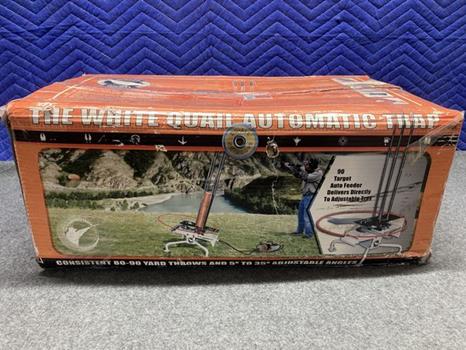 THE WHITE QUAIL AUTOMATIC TRAP
90
Target
Auto Feeder
Delivers Directly
To Adjustable Tray
CONSISTENT 80-90 YARD THROWS AND 5° TO 35° ADJUSTABLE ANGLES